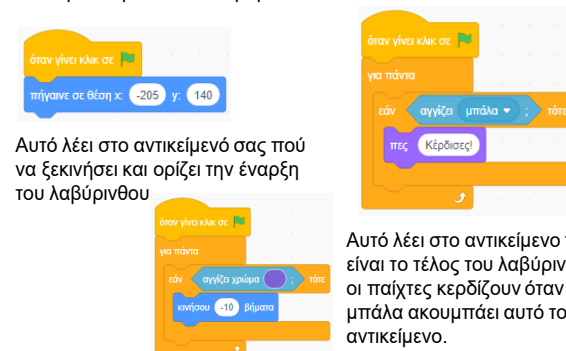 όταν γίνει κλικ σε
πήγαινε σε θέση x: -205 y: 140
Αυτό λέει στο αντικείμενό σας πού
να ξεκινήσει και ορίζει την έναρξη
του λαβύρινθου
όταν γίνει κλικ σε
για πάντα
εάν αγγίζει χρώμα ; τότε
κινήσου -10 βήματα
όταν γίνει κλικ σε
για πάντα
εάν αγγίζει μπάλα ; τότε
πες Κέρδισες!
Αυτό λέει στο αντικείμενο
είναι το τέλος του
οι παίχτες κερδίζουν όταν
μπάλα ακουμπάει αυτό το
αντικείμενο.